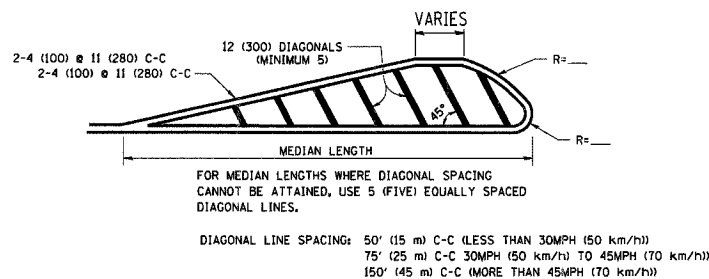 VARIES
2-4 (100) @ 11 (280) C-C
2-4 (100) @ 11 (280) C-C
12 (300) DIAGONALS
(MINIMUM 5)
R=___
45°
R=___
MEDIAN LENGTH
FOR MEDIAN LENGTHS WHERE DIAGONAL SPACING
CANNOT BE ATTAINED, USE 5 (FIVE) EQUALLY SPACED
DIAGONAL LINES.
DIAGONAL LINE SPACING: 50' (15 m) C-C (LESS THAN 30MPH (50 km/h))
75' (25 m) C-C 30MPH (50 km/h) TO 45MPH (70 km/h))
150' (45 m) C-C (MORE THAN 45MPH (70 km/h))